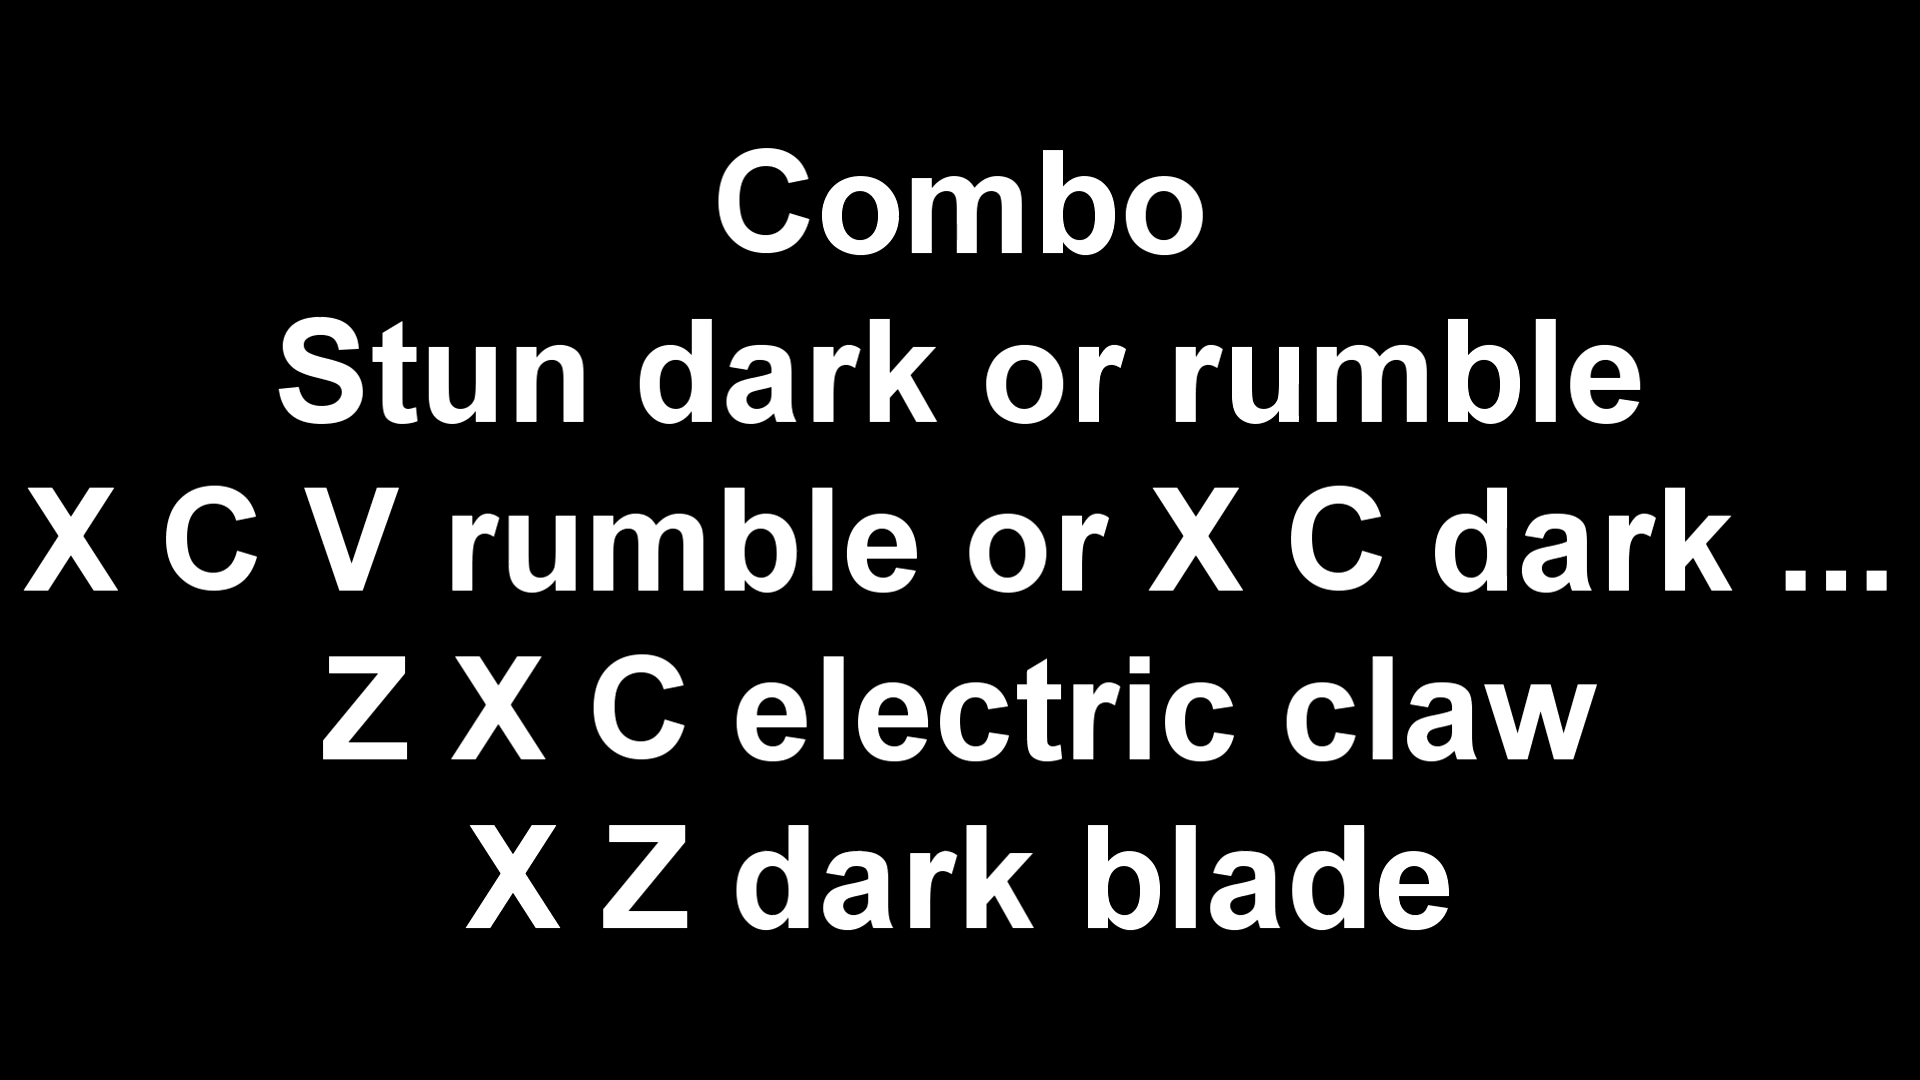 Combo
Stun dark or rumble
X C V rumble or X C dark ...
Z X C electric claw
X Z dark blade